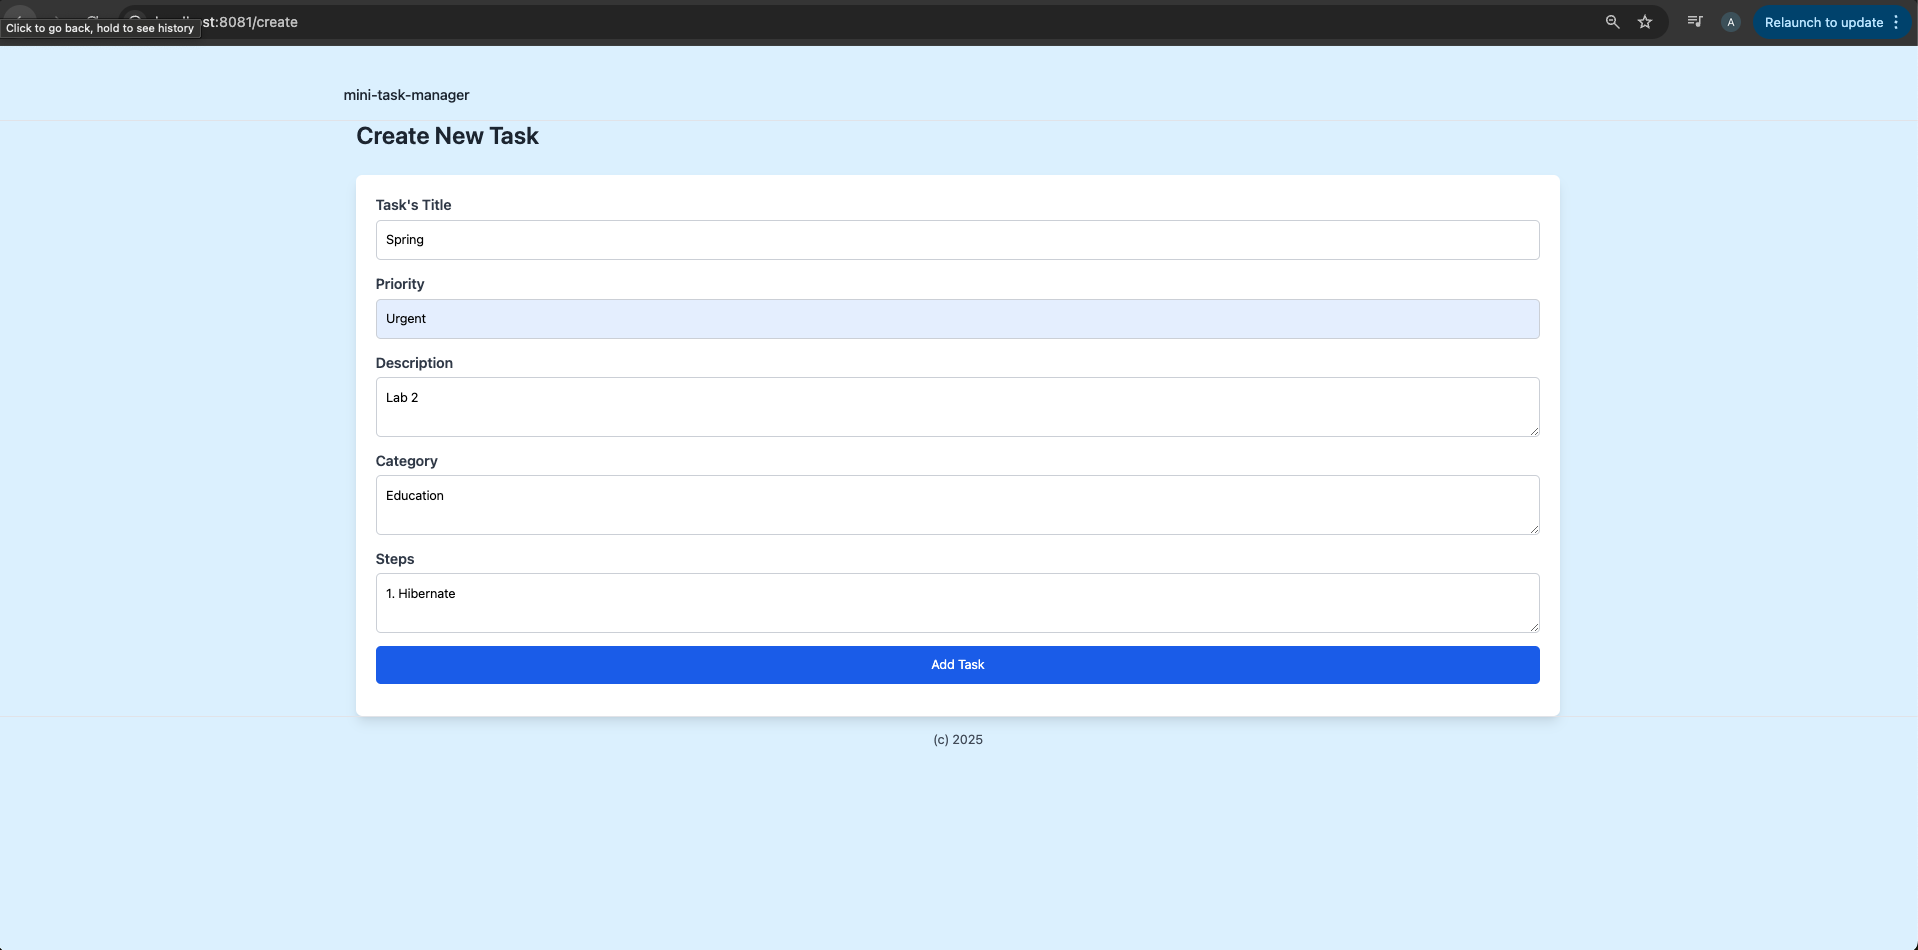 st:8081/create
Click to go back, hold to see history
A
Relaunch to update
mini-task-manager
Create New Task
Task's Title
Spring
Priority
Urgent
Description
Lab 2
Category
Education
Steps
1. Hibernate
Add Task
(c) 2025